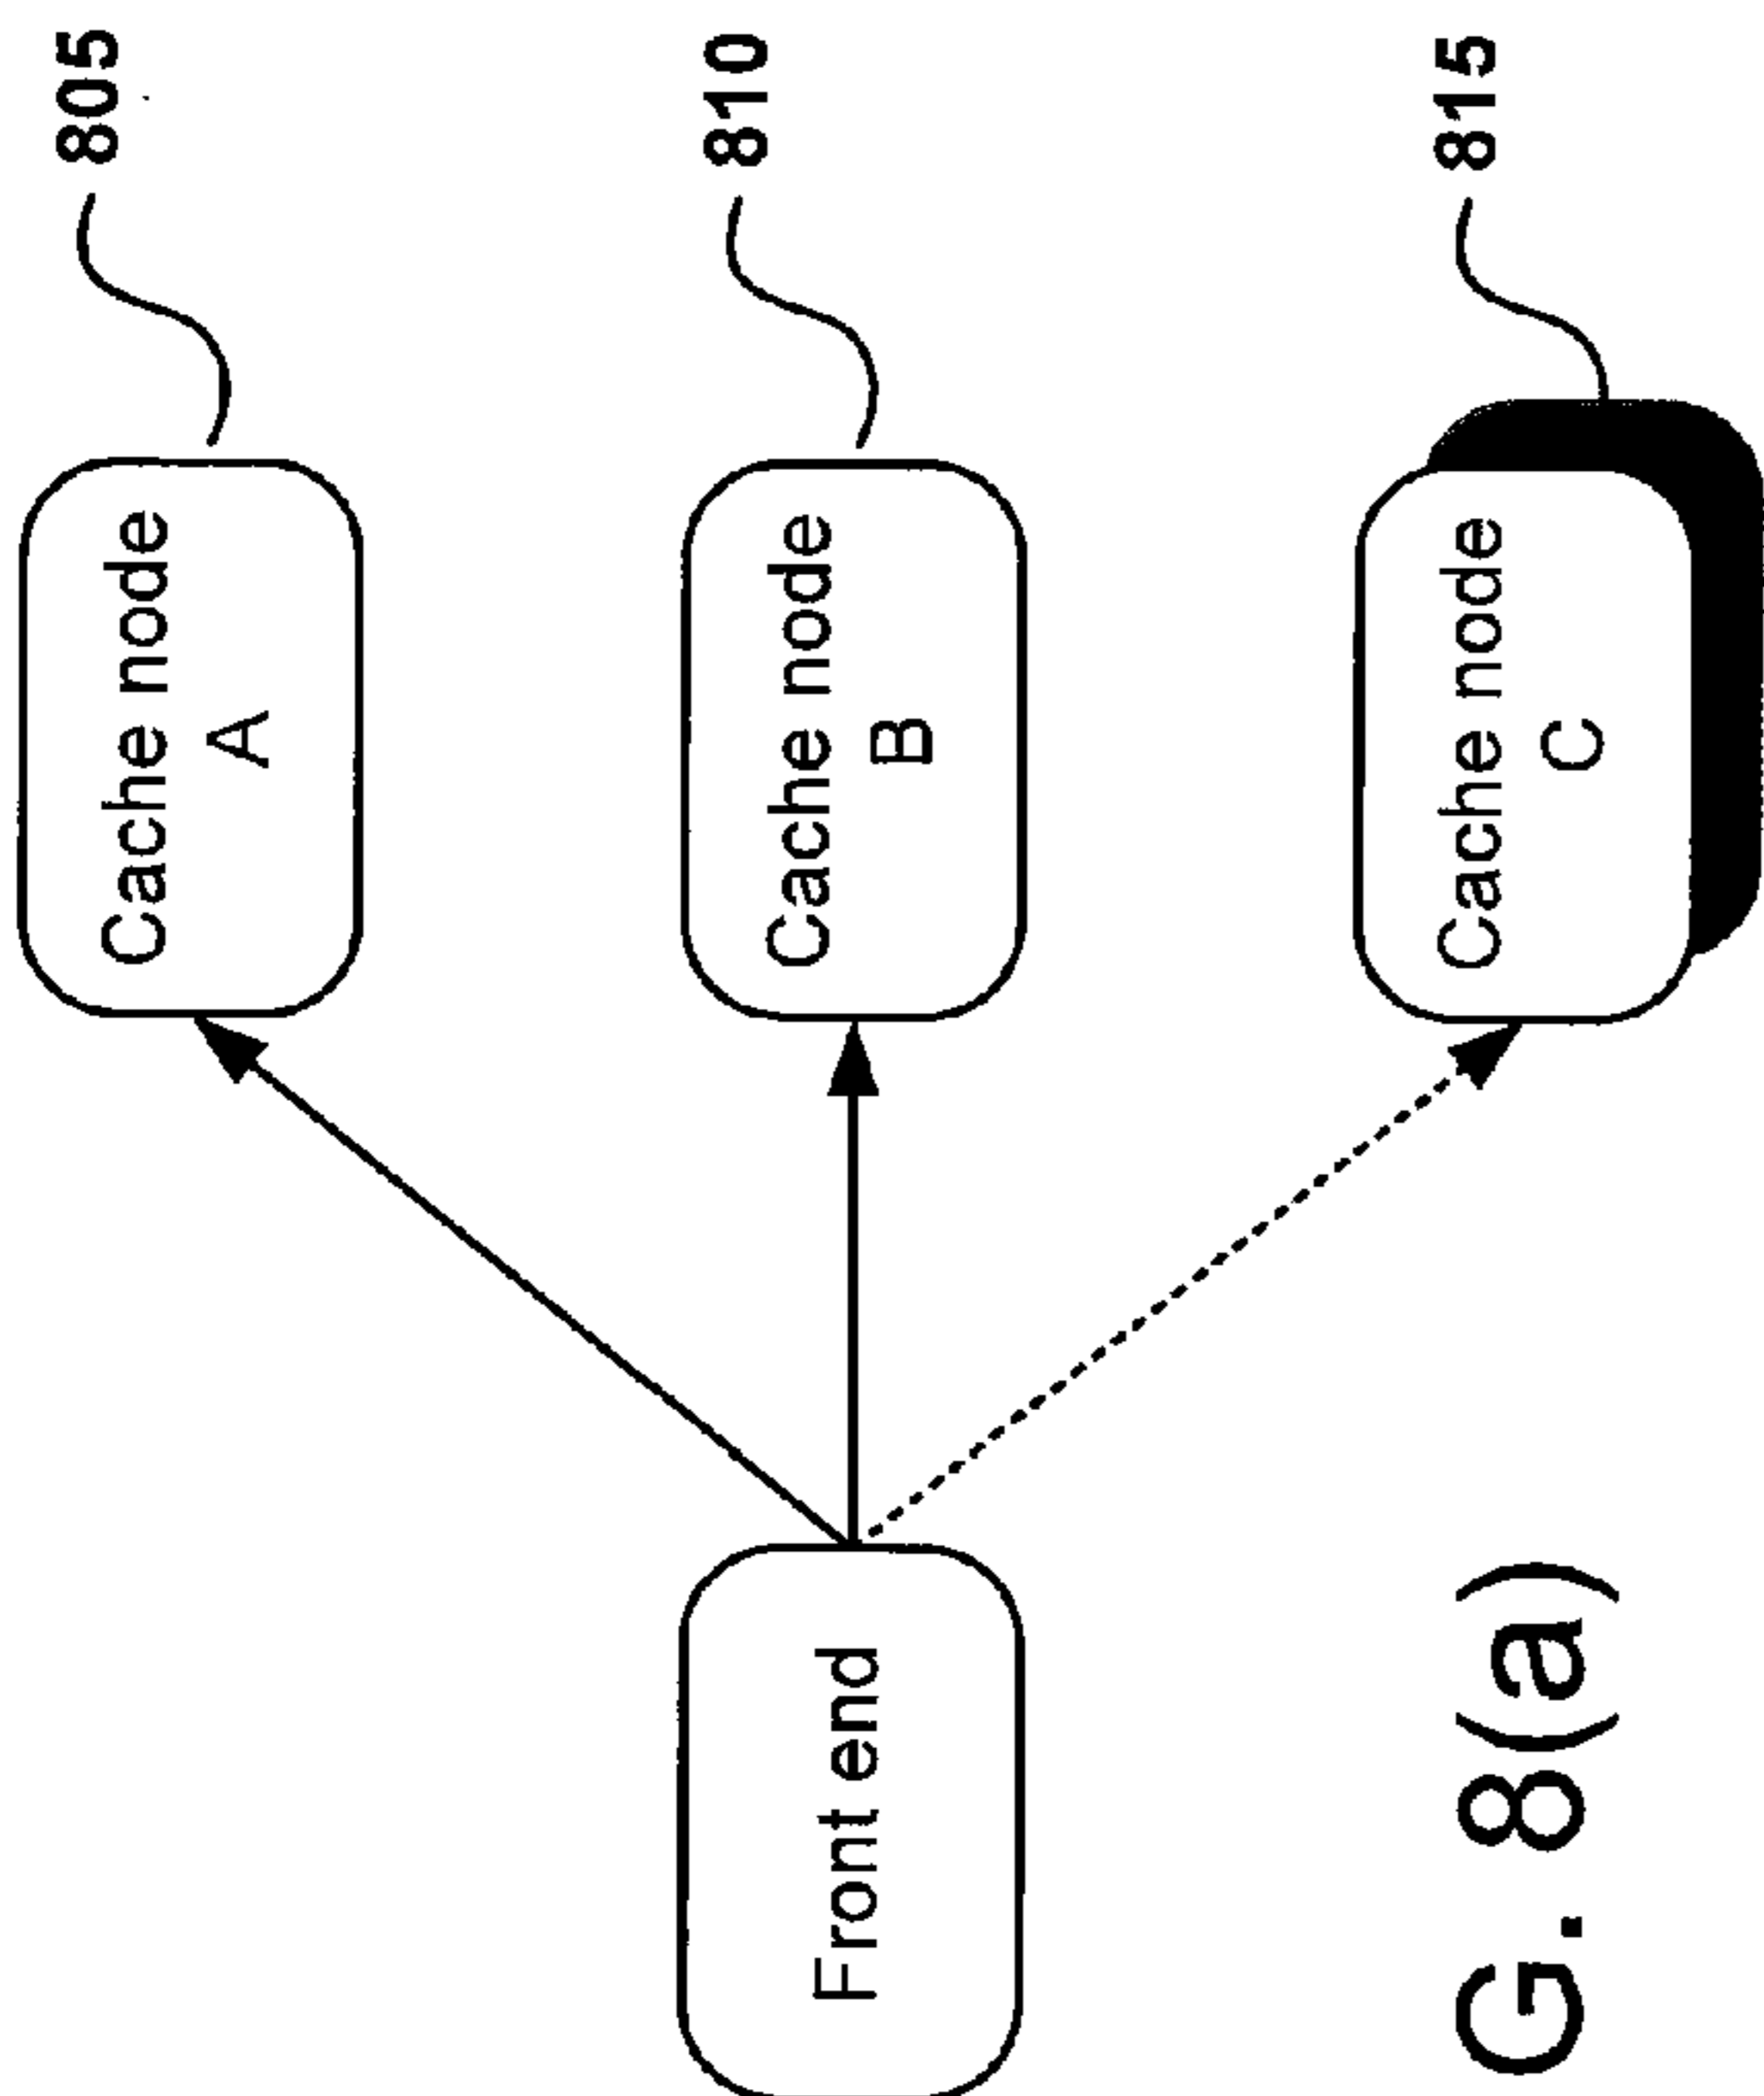 Cache node
A
805
Front end
Cache node
B
810
Cache node
C
815
G. 8(a)